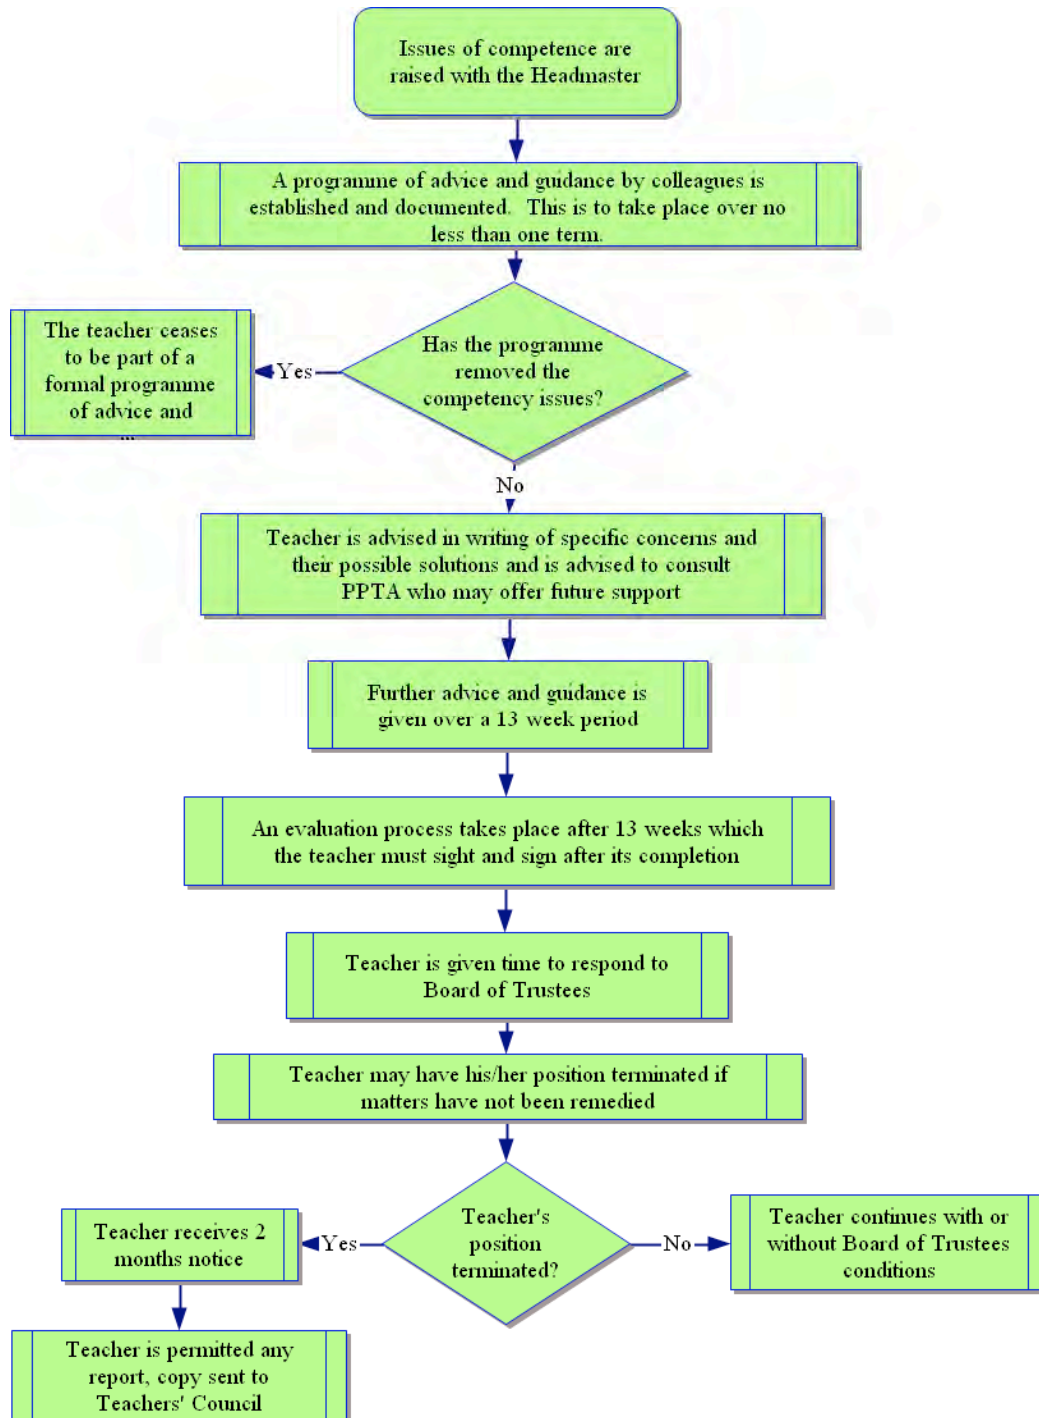 Issues of competence are
raised with the Headmaster
A programme of advice and guidance by colleagues is
established and documented. This is to take place over no
less than one term.
Has the programme
removed the
competency issues?
Yes
The teacher ceases
to be part of a
formal programme
of advice and
...
No
Teacher is advised in writing of specific concerns and
their possible solutions and is advised to consult
PPTA who may offer future support
Further advice and guidance is
given over a 13 week period
An evaluation process takes place after 13 weeks which
the teacher must sight and sign after its completion
Teacher is given time to respond to
Board of Trustees
Teacher may have his/her position terminated if
matters have not been remedied
Teacher's
position
terminated?
Yes
Teacher receives 2
months notice
No
Teacher continues with or
without Board of Trustees
conditions
Teacher is permitted any
report, copy sent to
Teachers' Council